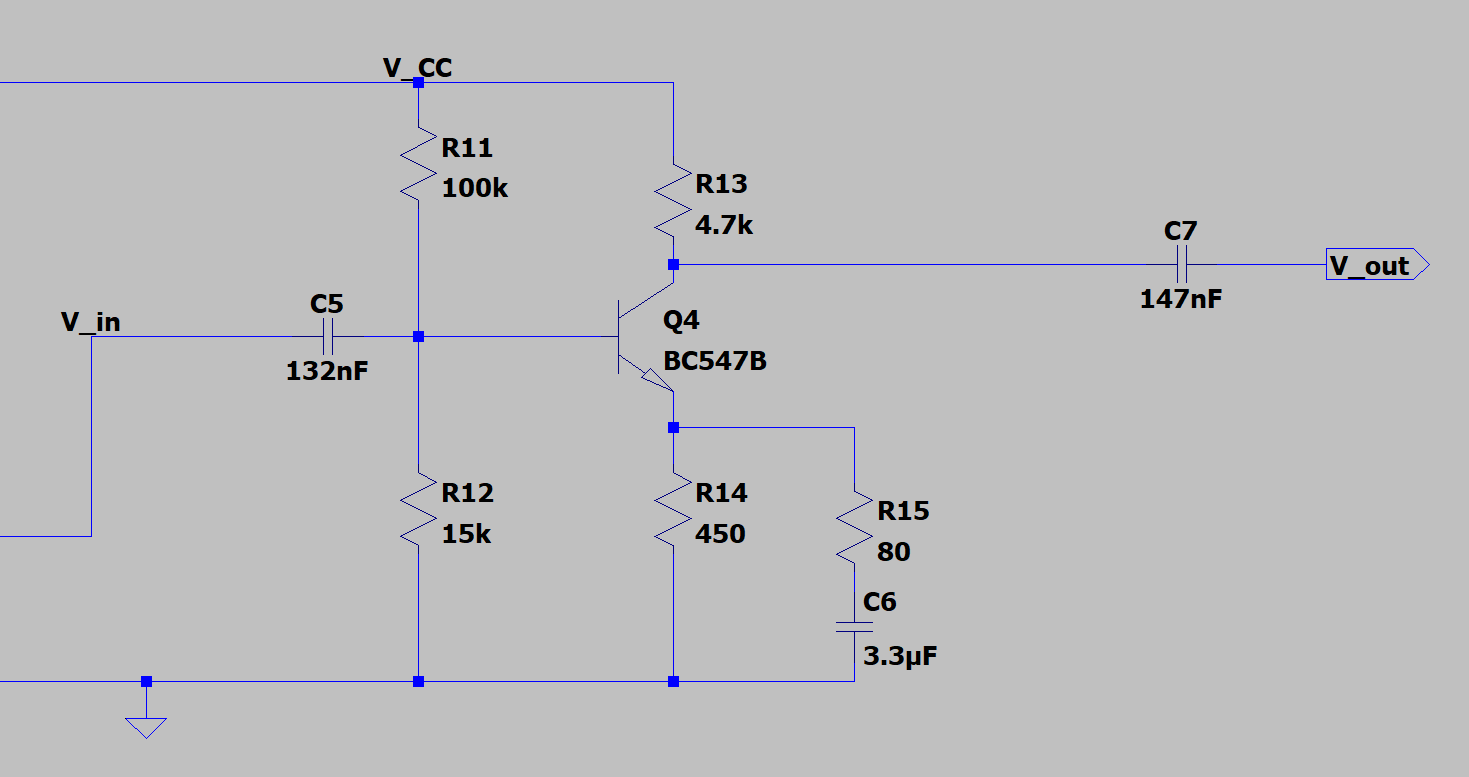 V_CC
R11
100k
R13
4.7k
C7
V_out
147nF
V_in
C5
132nF
Q4
BC547B
R12
15k
R14
450
R15
80
C6
3.3µF